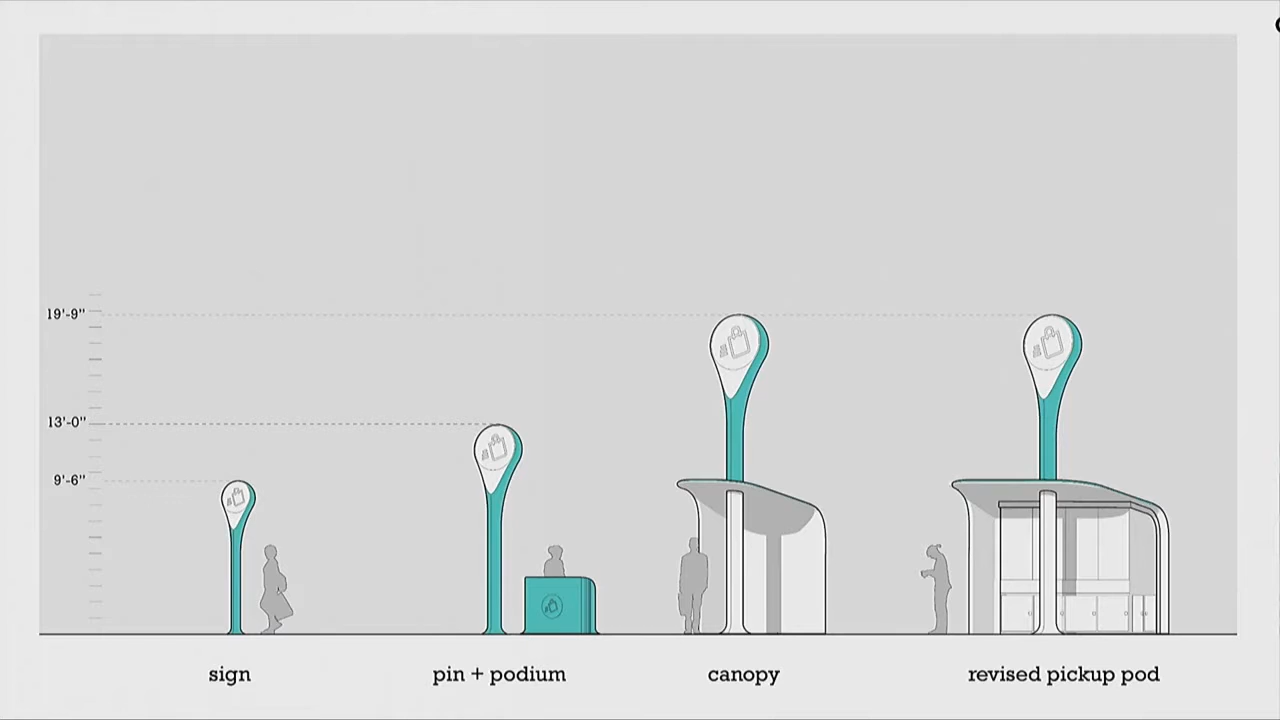 19'-9"
13'-0"
9'-6"
sign
pin + podium
canopy
revised pickup pod